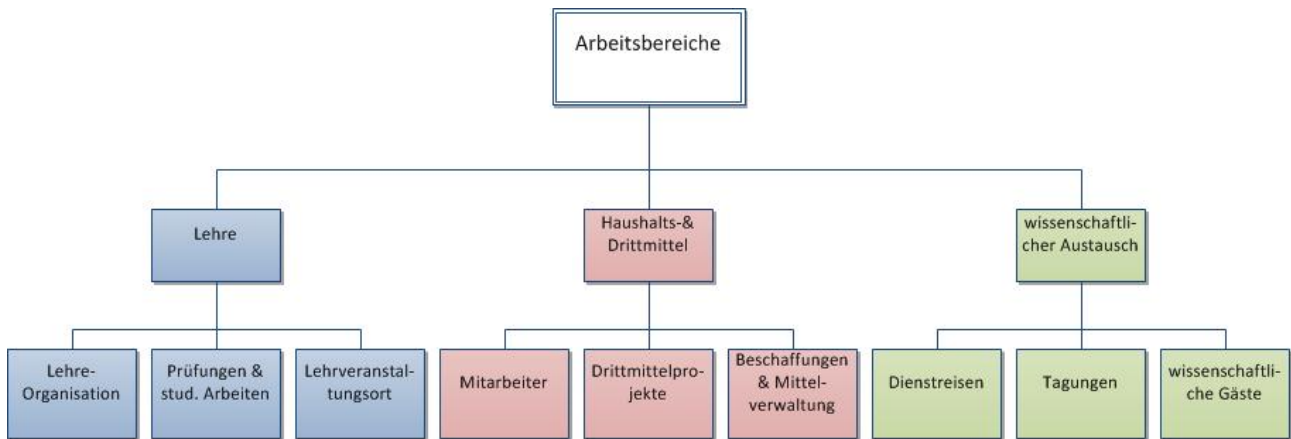 Arbeitsbereiche
Lehre
Haushalts-&
Drittmittel
wissenschaftli-
cher Austausch
Lehre-
Organisation
Prüfungen &
stud. Arbeiten
Lehrveranstal-
tungsort
Mitarbeiter
Drittmittelpro-
jekte
Beschaffungen
& Mittel-
verwaltung
Dienstreisen
Tagungen
wissenschaftli-
che Gäste